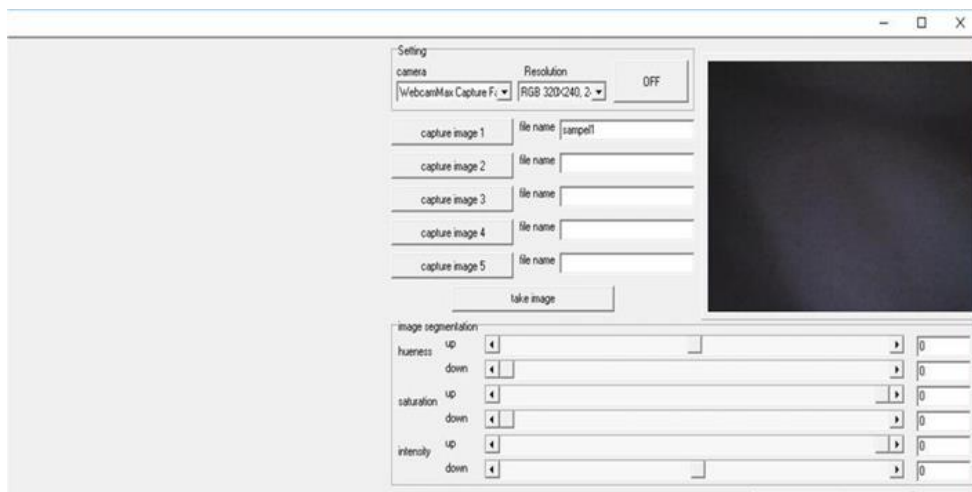 Setting
camera
Resolution
WebcamMax Capture Fa
RGB 320X240, 2
OFF
capture image 1
file name
sampel1
capture image 2
file name
capture image 3
file name
capture image 4
file name
capture image 5
file name
take image
image segmentation
hueness
up
0
down
0
saturation
up
0
down
0
intensity
up
0
down
0